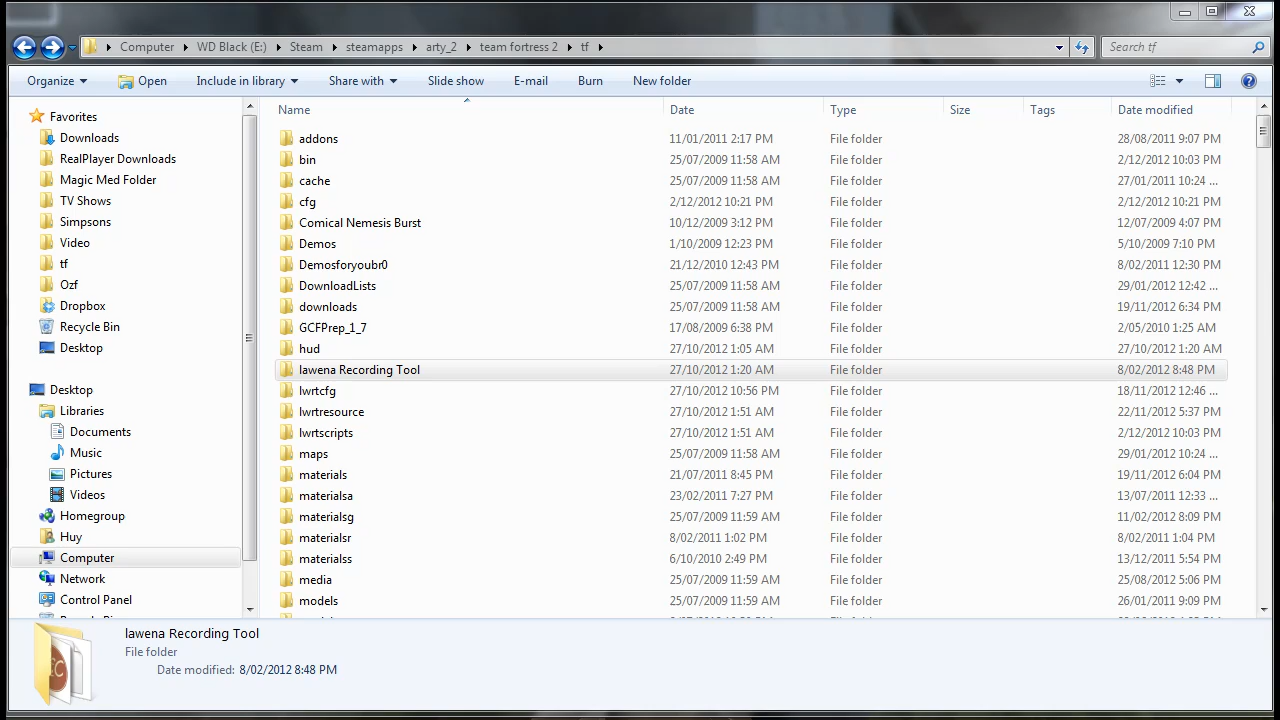 Computer WD Black (E:) Steam steamapps arty_2 team fortress 2 tf Search tf
Organize Open Include in library Share with Slide show E-mail Burn New folder
Favorites
Downloads
RealPlayer Downloads
Magic Med Folder
TV Shows
Simpsons
Video
tf
Ozf
Dropbox
Recycle Bin
Desktop
Desktop
Libraries
Documents
Music
Pictures
Videos
Homegroup
Huy
Computer
Network
Control Panel
Name Date Type Size Tags Date modified
addons 11/01/2011 2:17 PM File folder 28/08/2011 9:07 PM
bin 25/07/2009 11:58 AM File folder 2/12/2012 10:03 PM
cache 25/07/2009 11:58 AM File folder 27/01/2011 10:24 ...
cfg 2/12/2012 10:21 PM File folder 2/12/2012 10:21 PM
Comical Nemesis Burst 10/12/2009 3:12 PM File folder 12/07/2009 4:07 PM
Demos 1/10/2009 12:23 PM File folder 5/10/2009 7:10 PM
Demosforyoubr0 21/12/2010 12:43 PM File folder 8/02/2011 12:30 PM
DownloadLists 25/07/2009 11:58 AM File folder 29/01/2012 12:42 ...
downloads 25/07/2009 11:58 AM File folder 19/11/2012 6:34 PM
GCFPrep_1_7 17/08/2009 6:38 PM File folder 2/05/2010 1:25 AM
hud 27/10/2012 1:05 AM File folder 27/10/2012 1:20 AM
lawena Recording Tool 27/10/2012 1:20 AM File folder 8/02/2012 8:48 PM
lwrtcfg 27/10/2012 10:56 PM File folder 18/11/2012 12:46 ...
lwrtresource 27/10/2012 1:51 AM File folder 22/11/2012 5:37 PM
lwrtscripts 27/10/2012 1:51 AM File folder 2/12/2012 10:03 PM
maps 25/07/2009 11:58 AM File folder 29/01/2012 10:24 ...
materials 21/07/2011 8:45 PM File folder 19/11/2012 6:04 PM
materialsa 23/02/2011 7:27 PM File folder 13/07/2011 12:33 ...
materialsg 25/07/2009 11:59 AM File folder 11/02/2012 8:09 PM
materialsr 8/02/2011 1:02 PM File folder 8/02/2011 1:04 PM
materialss 6/10/2010 2:49 PM File folder 13/12/2011 5:54 PM
media 25/07/2009 11:59 AM File folder 25/08/2012 5:06 PM
models 25/07/2009 11:59 AM File folder 26/01/2011 9:09 PM
lawena Recording Tool
File folder
Date modified: 8/02/2012 8:48 PM